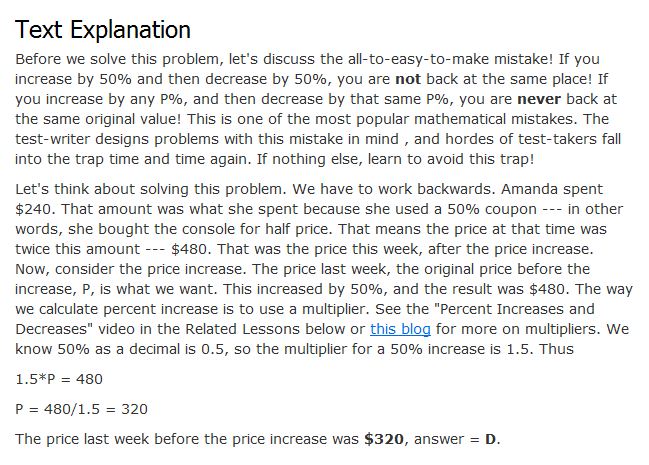 Text Explanation
Before we solve this problem, let's discuss the all-to-easy-to-make mistake! If you
increase by 50% and then decrease by 50%, you are not back at the same place! If
you increase by any P%, and then decrease by that same P%, you are never back at
the same original value! This is one of the most popular mathematical mistakes. The
test-writer designs problems with this mistake in mind , and hordes of test-takers fall
into the trap time and time again. If nothing else, learn to avoid this trap!
Let's think about solving this problem. We have to work backwards. Amanda spent
$240. That amount was what she spent because she used a 50% coupon --- in other
words, she bought the console for half price. That means the price at that time was
twice this amount --- $480. That was the price this week, after the price increase.
Now, consider the price increase. The price last week, the original price before the
increase, P, is what we want. This increased by 50%, and the result was $480. The way
we calculate percent increase is to use a multiplier. See the "Percent Increases and
Decreases" video in the Related Lessons below or this blog for more on multipliers. We
know 50% as a decimal is 0.5, so the multiplier for a 50% increase is 1.5. Thus
1.5*P = 480
P = 480/1.5 = 320
The price last week before the price increase was $320, answer = D.